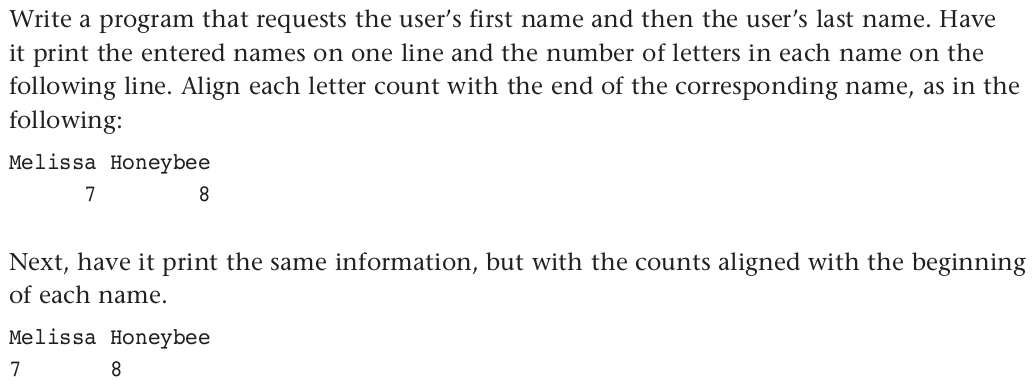 Write a program that requests the user’s first name and then the user’s last name. Have
it print the entered names on one line and the number of letters in each name on the
following line. Align each letter count with the end of the corresponding name, as in the
following:
Melissa Honeybee
      7        8
Next, have it print the same information, but with the counts aligned with the beginning
of each name.
Melissa Honeybee
7       8